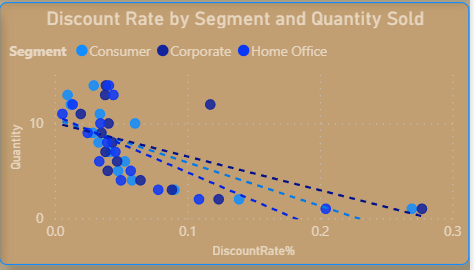 Discount Rate by Segment and Quantity Sold
Segment Consumer Corporate Home Office
10
Quantity
0
0.0 0.1 0.2 0.3
DiscountRate%